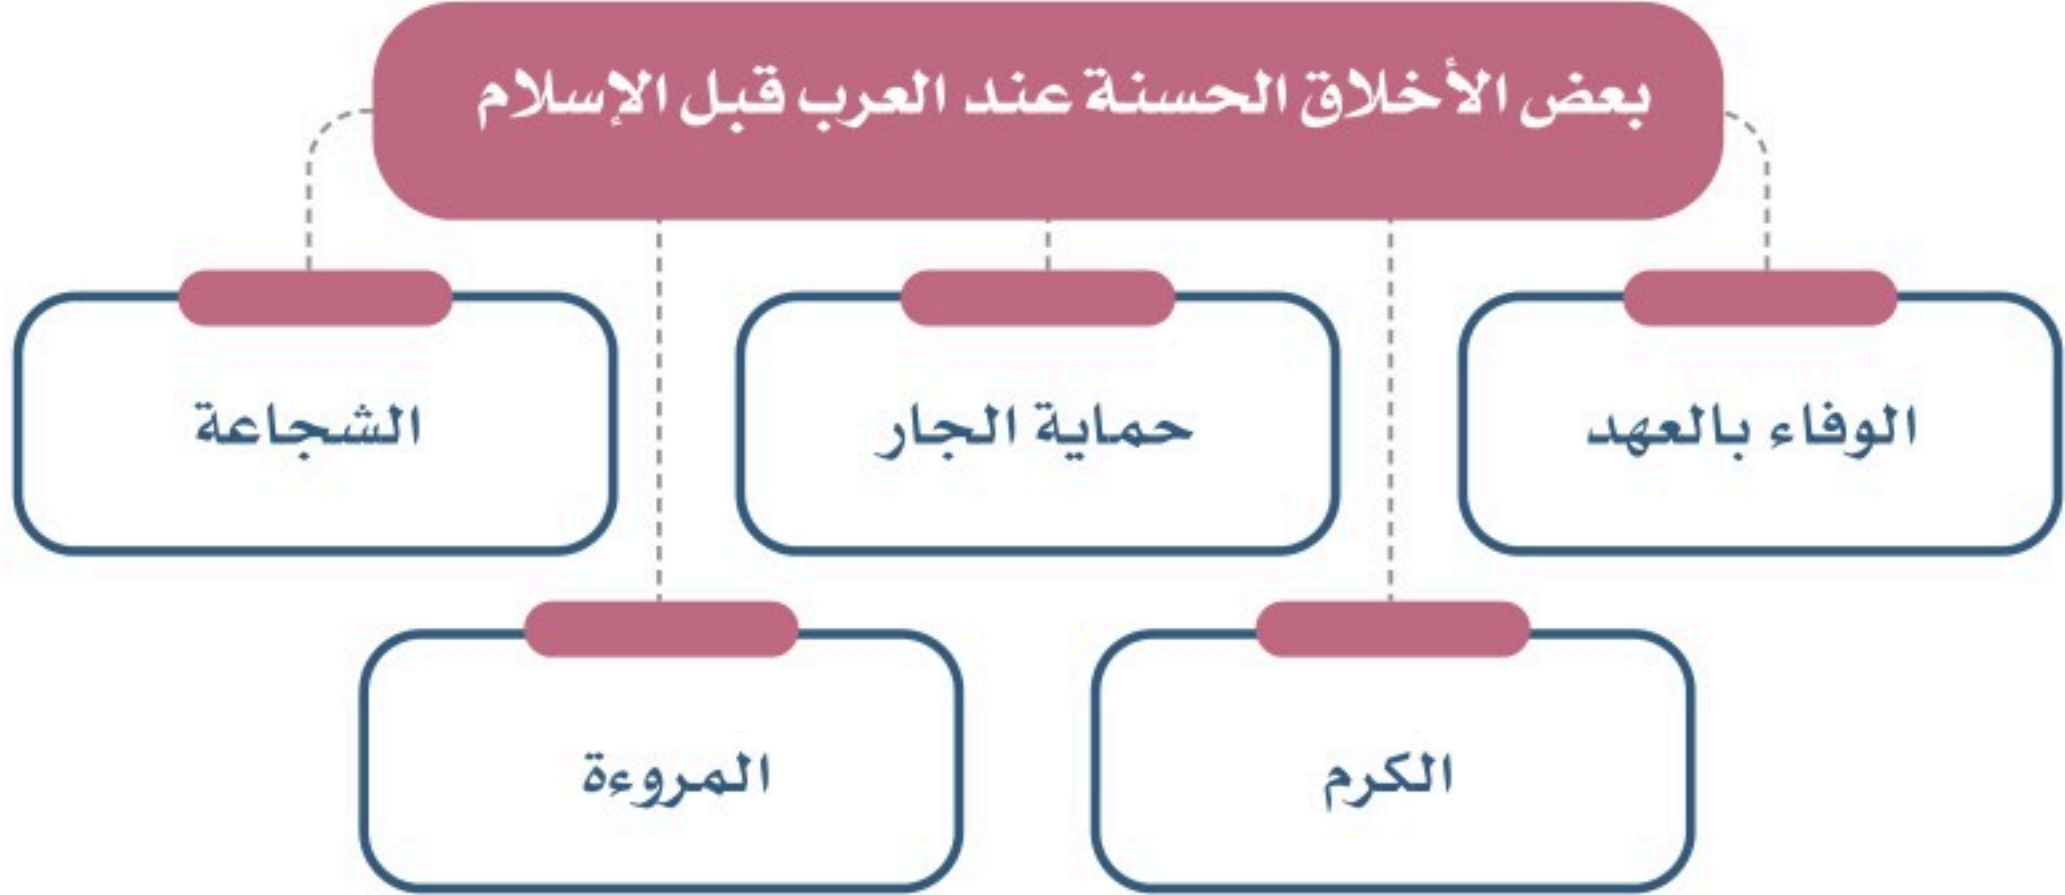 بعض الأخلاق الحسنة عند العرب قبل الإسلام
الوفاء بالعهد
حماية الجار
الشجاعة
الكرم
المروءة